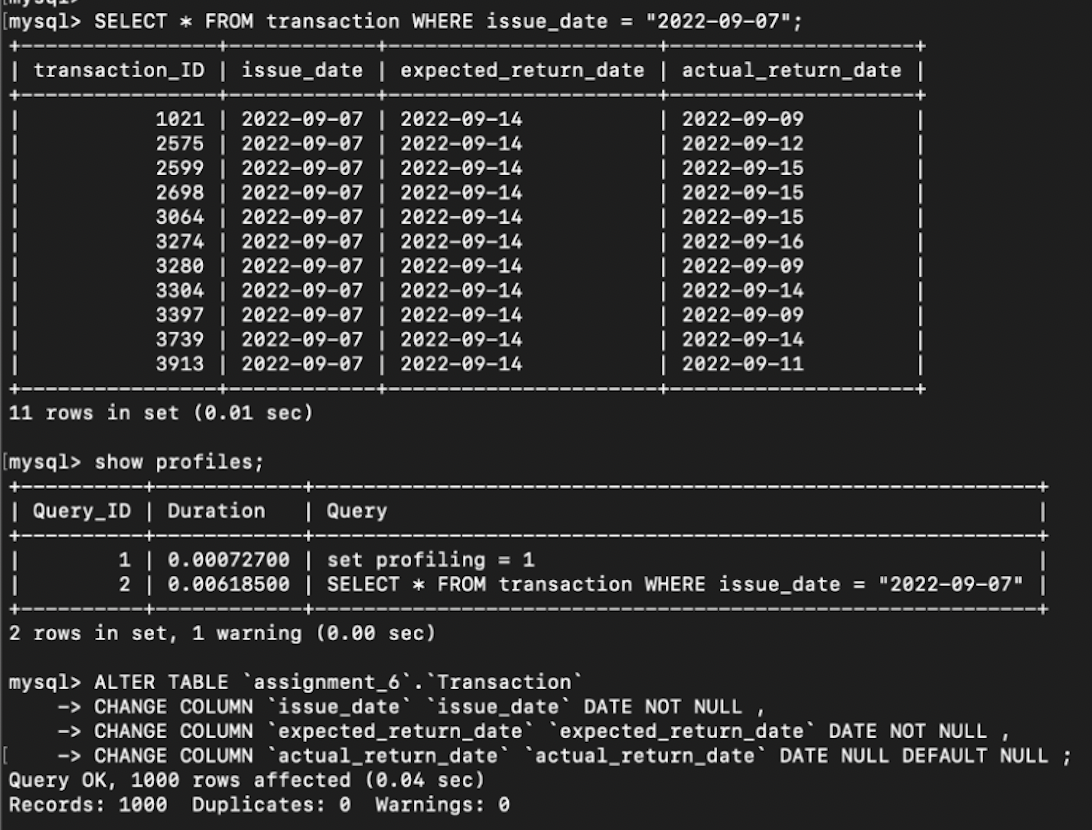 mysql>
[mysql> SELECT * FROM transaction WHERE issue_date = "2022-09-07";
+----------------+------------+----------------------+--------------------+
| transaction_ID | issue_date | expected_return_date | actual_return_date |
+----------------+------------+----------------------+--------------------+
|           1021 | 2022-09-07 | 2022-09-14           | 2022-09-09         |
|           2575 | 2022-09-07 | 2022-09-14           | 2022-09-12         |
|           2599 | 2022-09-07 | 2022-09-14           | 2022-09-15         |
|           2698 | 2022-09-07 | 2022-09-14           | 2022-09-15         |
|           3064 | 2022-09-07 | 2022-09-14           | 2022-09-15         |
|           3274 | 2022-09-07 | 2022-09-14           | 2022-09-16         |
|           3280 | 2022-09-07 | 2022-09-14           | 2022-09-09         |
|           3304 | 2022-09-07 | 2022-09-14           | 2022-09-14         |
|           3397 | 2022-09-07 | 2022-09-14           | 2022-09-09         |
|           3739 | 2022-09-07 | 2022-09-14           | 2022-09-14         |
|           3913 | 2022-09-07 | 2022-09-14           | 2022-09-11         |
+----------------+------------+----------------------+--------------------+
11 rows in set (0.01 sec)
[mysql> show profiles;
+----------+------------+-----------------------------------------------------------+
| Query_ID | Duration   | Query                                                     |
+----------+------------+-----------------------------------------------------------+
|        1 | 0.00072700 | set profiling = 1                                         |
|        2 | 0.00618500 | SELECT * FROM transaction WHERE issue_date = "2022-09-07" |
+----------+------------+-----------------------------------------------------------+
2 rows in set, 1 warning (0.00 sec)
mysql> ALTER TABLE `assignment_6`.`Transaction`
    -> CHANGE COLUMN `issue_date` `issue_date` DATE NOT NULL ,
    -> CHANGE COLUMN `expected_return_date` `expected_return_date` DATE NOT NULL ,
[    -> CHANGE COLUMN `actual_return_date` `actual_return_date` DATE NULL DEFAULT NULL ;
Query OK, 1000 rows affected (0.04 sec)
Records: 1000  Duplicates: 0  Warnings: 0